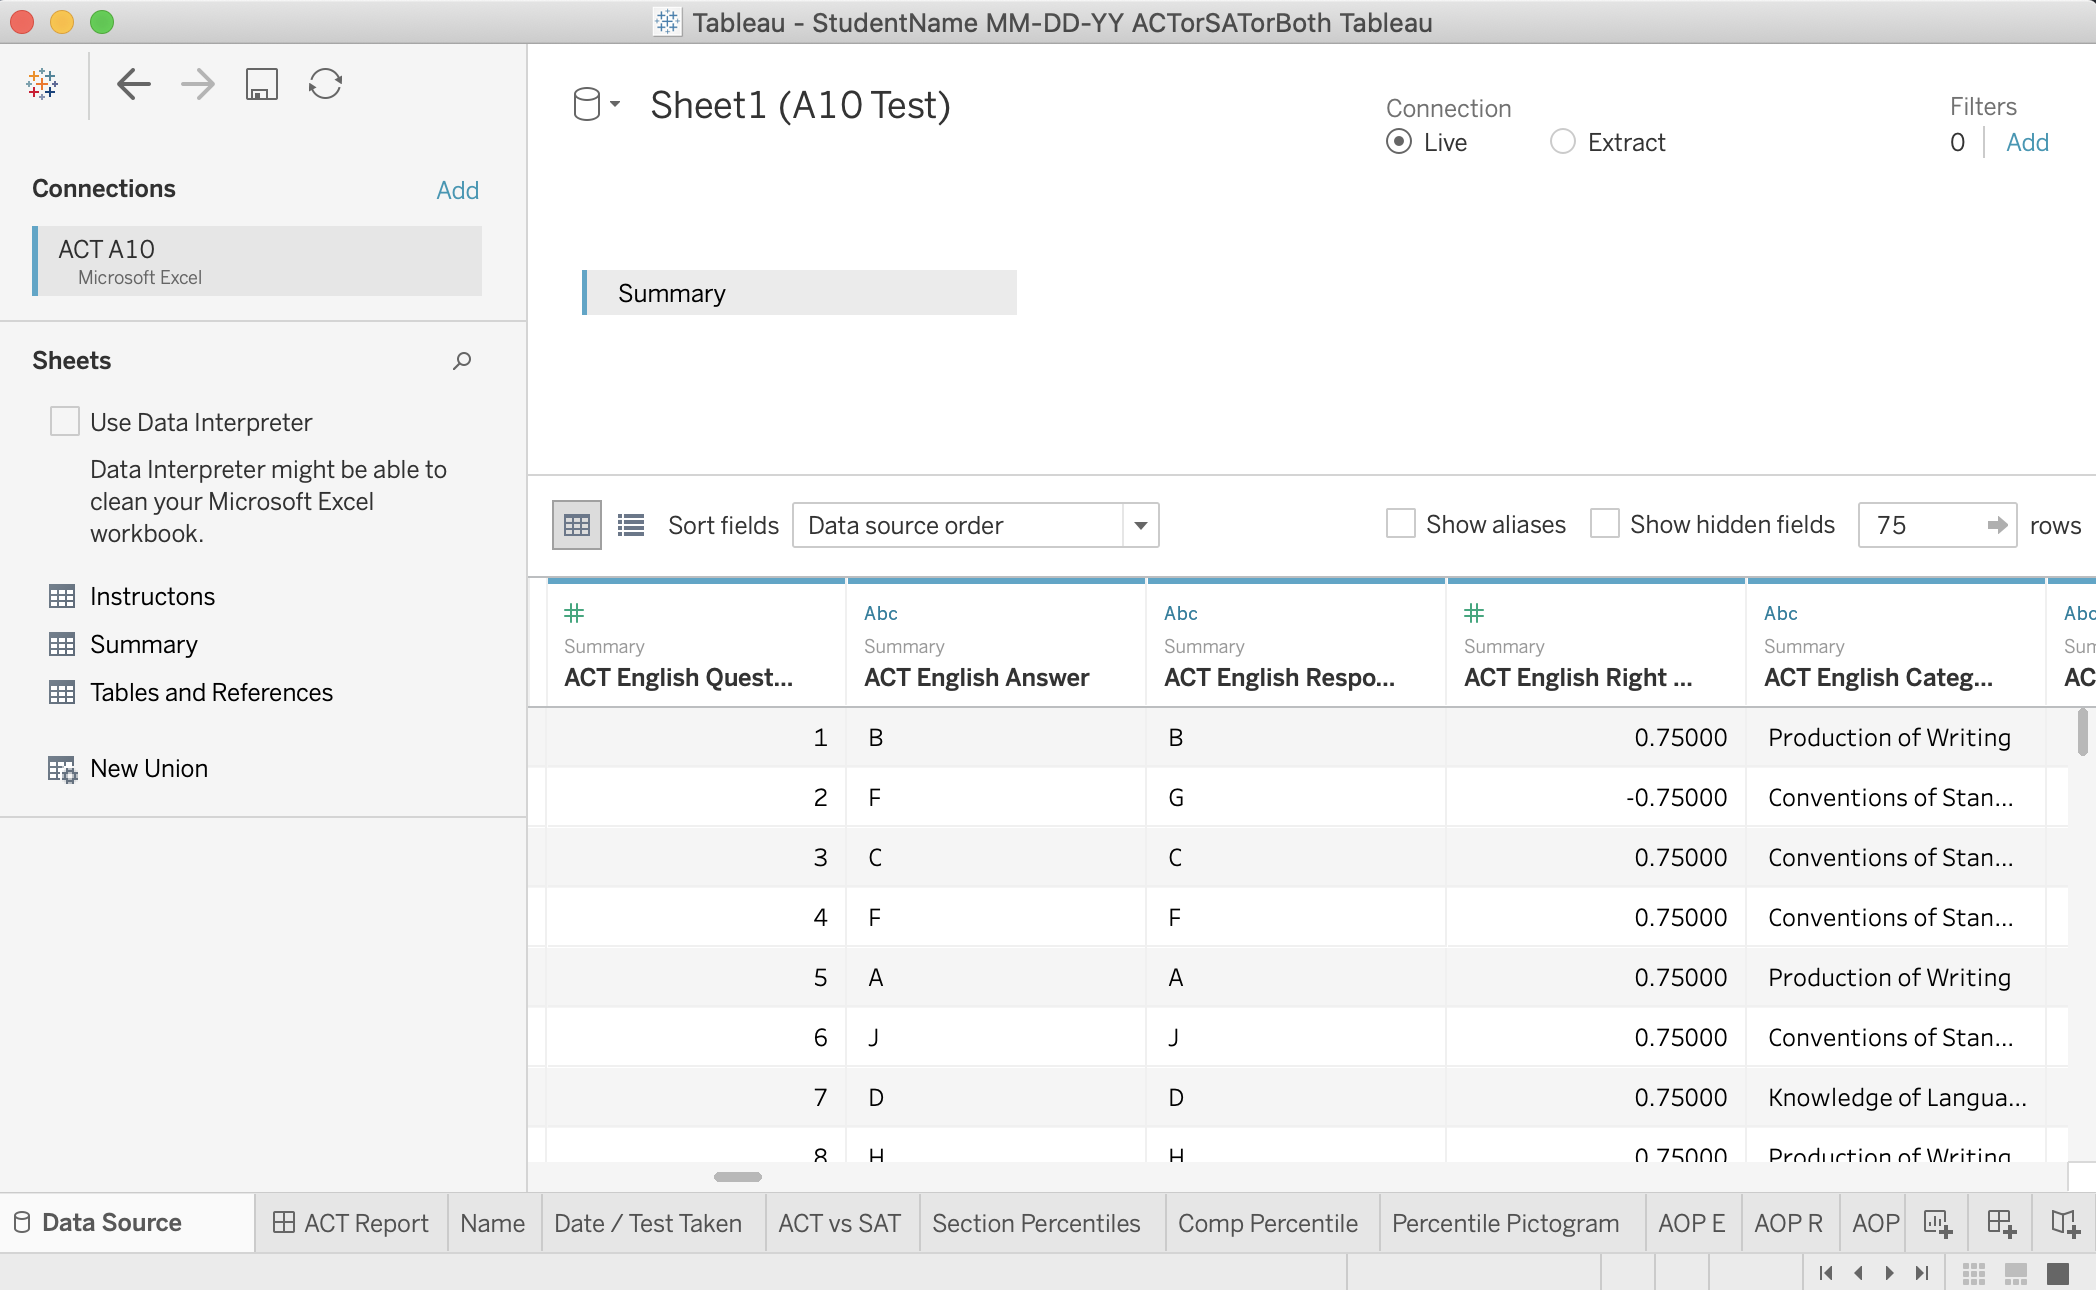 Tableau - StudentName MM-DD-YY ACTorSATorBoth Tableau
Connections Add
ACT A10
Microsoft Excel
Sheets
Use Data Interpreter
Data Interpreter might be able to
clean your Microsoft Excel
workbook.
Instructons
Summary
Tables and References
New Union
Sheet1 (A10 Test)
Connection
Live Extract
Filters
0 Add
Summary
Sort fields Data source order Show aliases Show hidden fields 75 rows
# Abc Abc # Abc Abc
Summary Summary Summary Summary Summary Sum
ACT English Quest... ACT English Answer ACT English Respo... ACT English Right ... ACT English Categ... AC
1 B B 0.75000 Production of Writing
2 F G -0.75000 Conventions of Stan...
3 C C 0.75000 Conventions of Stan...
4 F F 0.75000 Conventions of Stan...
5 A A 0.75000 Production of Writing
6 J J 0.75000 Conventions of Stan...
7 D D 0.75000 Knowledge of Langua...
8 H H 0.75000 Production of Writing
Data Source ACT Report Name Date / Test Taken ACT vs SAT Section Percentiles Comp Percentile Percentile Pictogram AOP E AOP R AOP